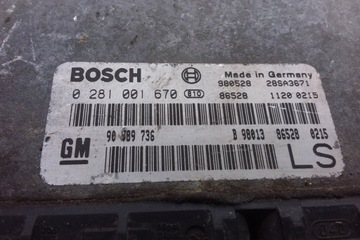 BOSCH Made in Germany
980528 28SA3671
0 281 001 670 B10 86528 1120 0215
GM 90 589 736 B 98013 86528 0215
LS